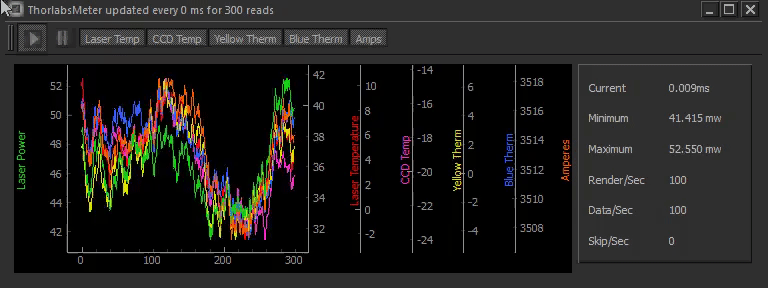 ThorlabsMeter updated every 0 ms for 300 reads
Laser Temp CCD Temp Yellow Therm Blue Therm Amps
Laser Power
52
50
48
46
44
42
0 100 200 300
42
40
38
36
34
32
Laser Temperature
10
8
6
4
2
0
-2
CCD Temp
-14
-16
-18
-20
-22
-24
Yellow Therm
6
4
2
0
-2
-4
Blue Therm
3518
3516
3513
3512
3510
3508
Amperes
Current 0.009ms
Minimum 41.415 mw
Maximum 52.550 mw
Render/Sec 100
Data/Sec 100
Skip/Sec 0